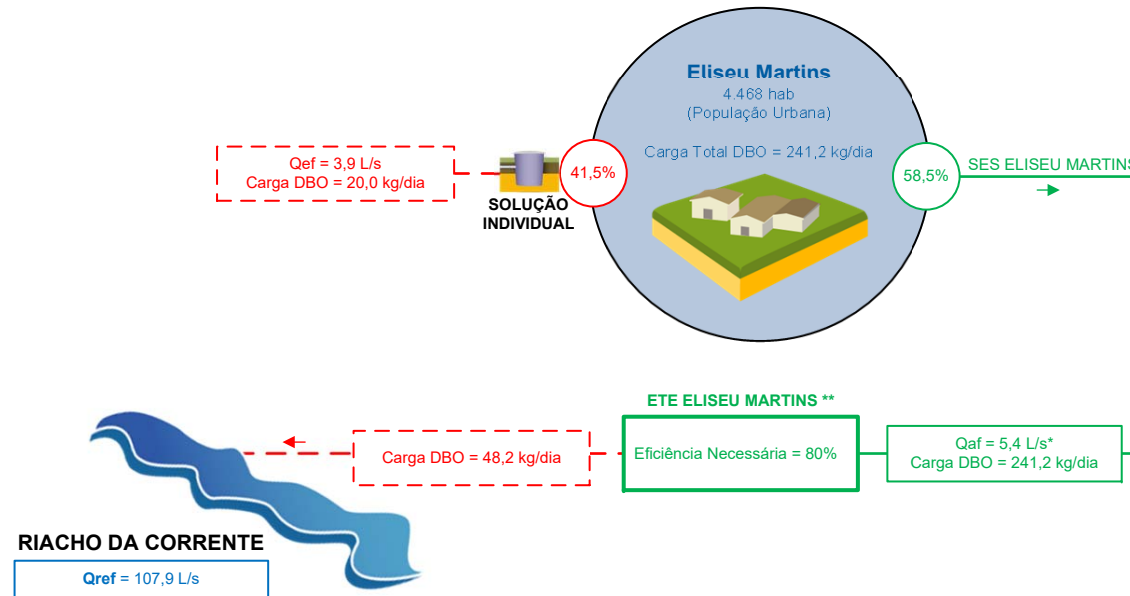 Eliseu Martins
4.468 hab
(População Urbana)
Carga Total DBO = 241,2 kg/dia
Qef = 3,9 L/s
Carga DBO = 20,0 kg/dia
SOLUÇÃO
INDIVIDUAL
41,5%
58,5%
SES ELISEU MARTINS
ETE ELISEU MARTINS **
Carga DBO = 48,2 kg/dia
Eficiência Necessária = 80%
Qaf = 5,4 L/s*
Carga DBO = 241,2 kg/dia
RIACHO DA CORRENTE
Qref = 107,9 L/s